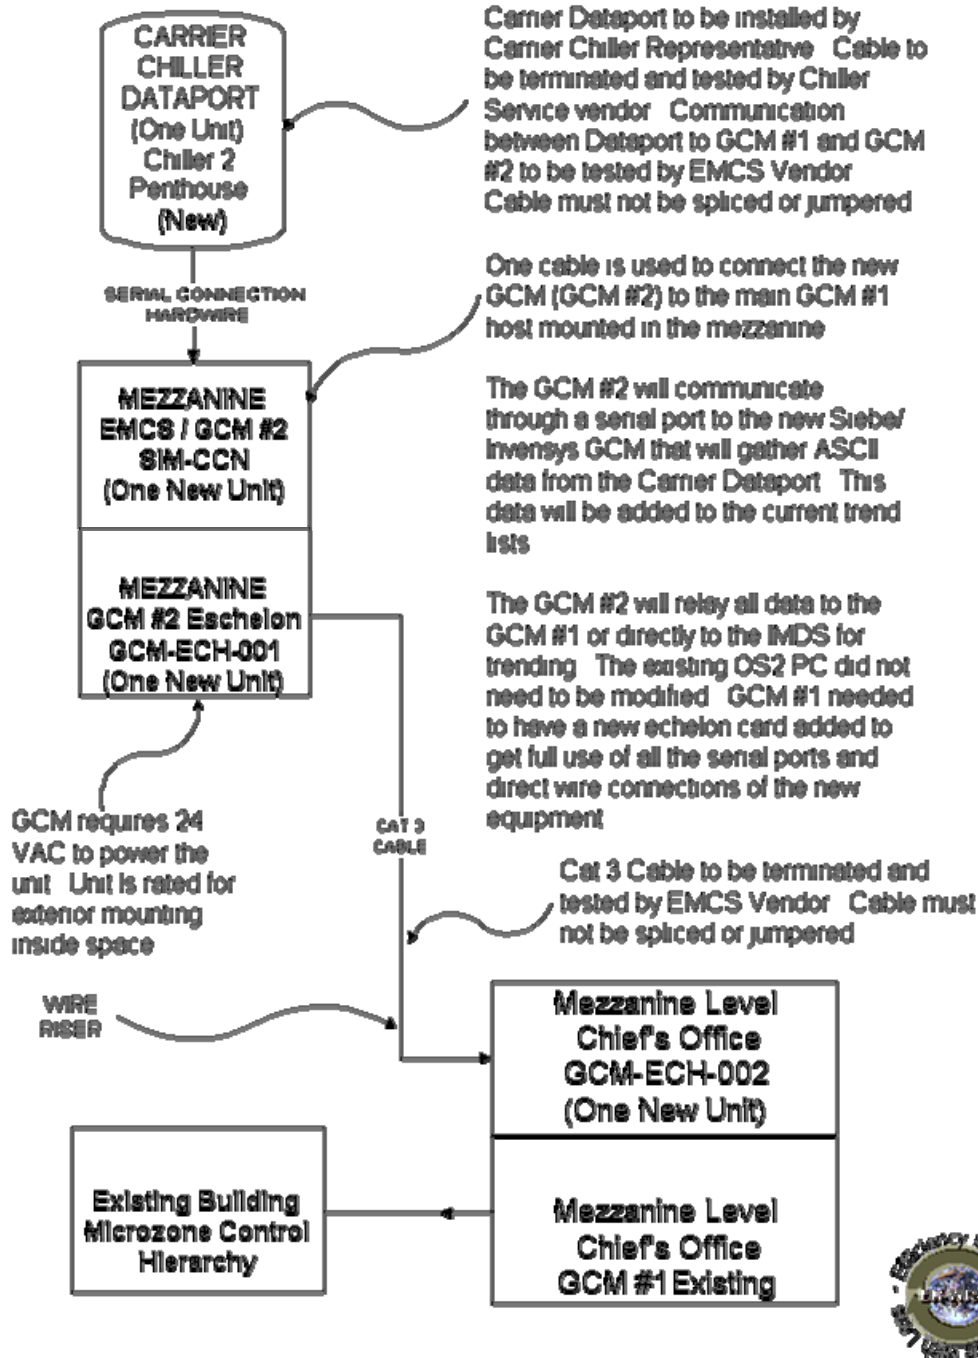 CARRIER
CHILLER
DATAPORT
(One Unit)
Chiller 2
Penthouse
(New)
Carrier Dataport to be installed by
Carrier Chiller Representative Cable to
be terminated and tested by Chiller
Service vendor Communication
between Dataport to GCM #1 and GCM
#2 to be tested by EMCS Vendor
Cable must not be spliced or jumpered
SERIAL CONNECTION
HARDWIRE
One cable is used to connect the new
GCM (GCM #2) to the main GCM #1
host mounted in the mezzanine
MEZZANINE
EMCS / GCM #2
SIM-CCN
(One New Unit)
The GCM #2 will communicate
through a serial port to the new Siebe/
Invensys GCM that will gather ASCII
data from the Carrier Dataport This
data will be added to the current trend
lists
MEZZANINE
GCM #2 Eschelon
GCM-ECH-001
(One New Unit)
The GCM #2 will relay all data to the
GCM #1 or directly to the IMDS for
trending The existing OS2 PC did not
need to be modified GCM #1 needed
to have a new echelon card added to
get full use of all the serial ports and
direct wire connections of the new
equipment
GCM requires 24
VAC to power the
unit Unit is rated for
exterior mounting
inside space
CAT 3
CABLE
Cat 3 Cable to be terminated and
tested by EMCS Vendor Cable must
not be spliced or jumpered
WIRE
RISER
Mezzanine Level
Chief's Office
GCM-ECH-002
(One New Unit)
Existing Building
Microzone Control
Hierarchy
Mezzanine Level
Chief's Office
GCM #1 Existing